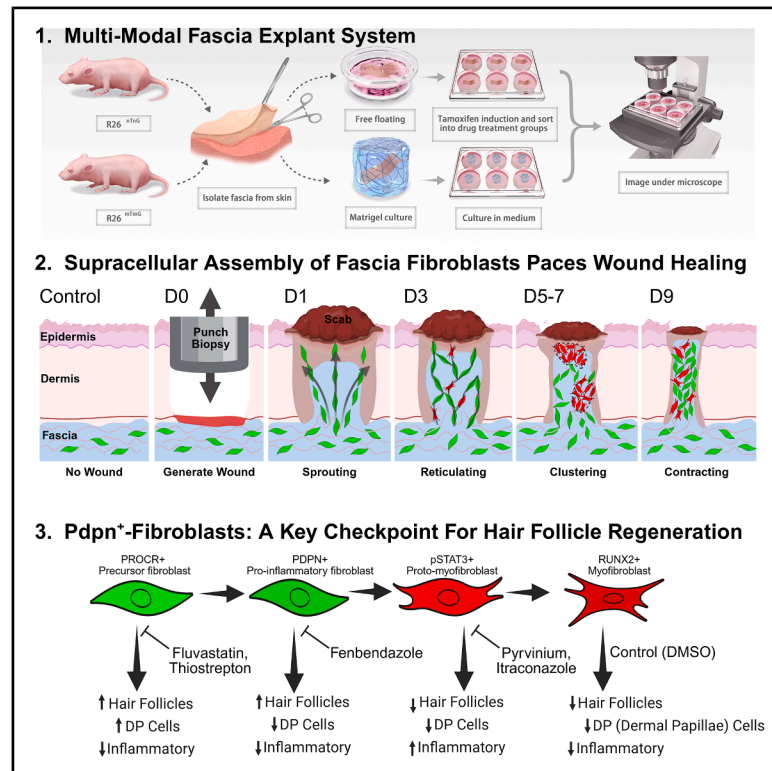 1. Multi-Modal Fascia Explant System
R26 nTnG
R26 mTmG
Isolate fascia from skin
Free floating
Matrigel culture
Tamoxifen induction and sort
into drug treatment groups
Culture in medium
Image under microscope
2. Supracellular Assembly of Fascia Fibroblasts Paces Wound Healing
Control
D0
D1
D3
D5-7
D9
Epidermis
Dermis
Fascia
Punch
Biopsy
Scab
No Wound
Generate Wound
Sprouting
Reticulating
Clustering
Contracting
3. Pdpn⁺-Fibroblasts: A Key Checkpoint For Hair Follicle Regeneration
PROCR+
Precursor fibroblast
PDPN+
Pro-inflammatory fibroblast
pSTAT3+
Proto-myofibroblast
RUNX2+
Myofibroblast
Fluvastatin,
Thiostrepton
Fenbendazole
Pyrvinium,
Itraconazole
Control (DMSO)
↑ Hair Follicles
↑ DP Cells
↓ Inflammatory
↑ Hair Follicles
↓ DP Cells
↓ Inflammatory
↓ Hair Follicles
↓ DP Cells
↑ Inflammatory
↓ Hair Follicles
↓ DP (Dermal Papillae) Cells
↓ Inflammatory